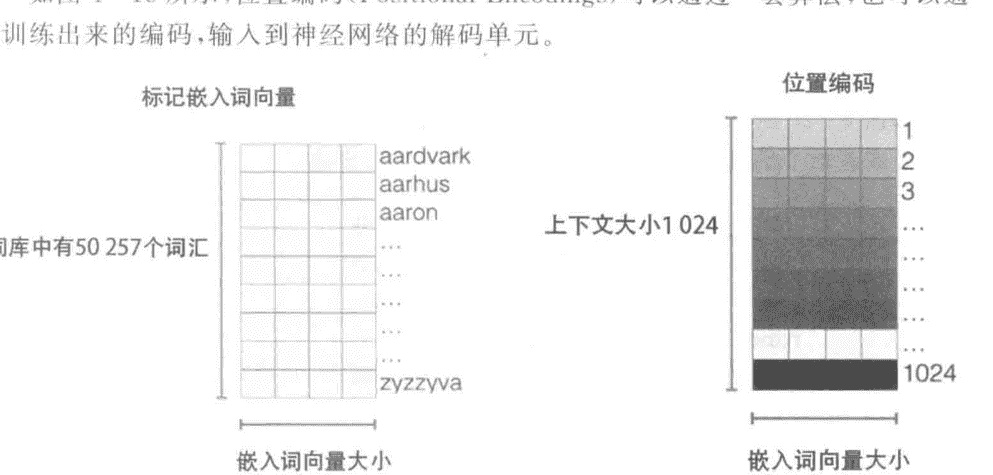 训练出来的编码,输入到神经网络的解码单元。
标记嵌入词向量
位置编码
aardvark
aarhus
aaron
...
...
...
...
...
zyzzyva
库中有50 257个词汇
嵌入词向量大小
1
2
3
...
...
...
...
...
1024
上下文大小1 024
嵌入词向量大小